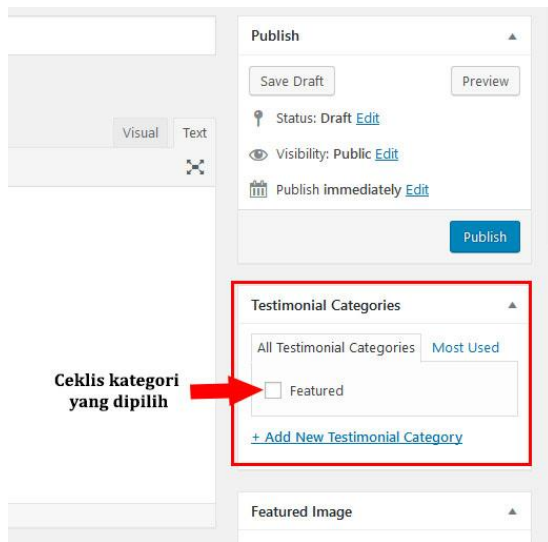 Publish
Save Draft Preview
Status: Draft Edit
Visibility: Public Edit
Publish immediately Edit
Publish
Visual Text
Testimonial Categories
All Testimonial Categories Most Used
Featured
+ Add New Testimonial Category
Ceklis kategori
yang dipilih
Featured Image